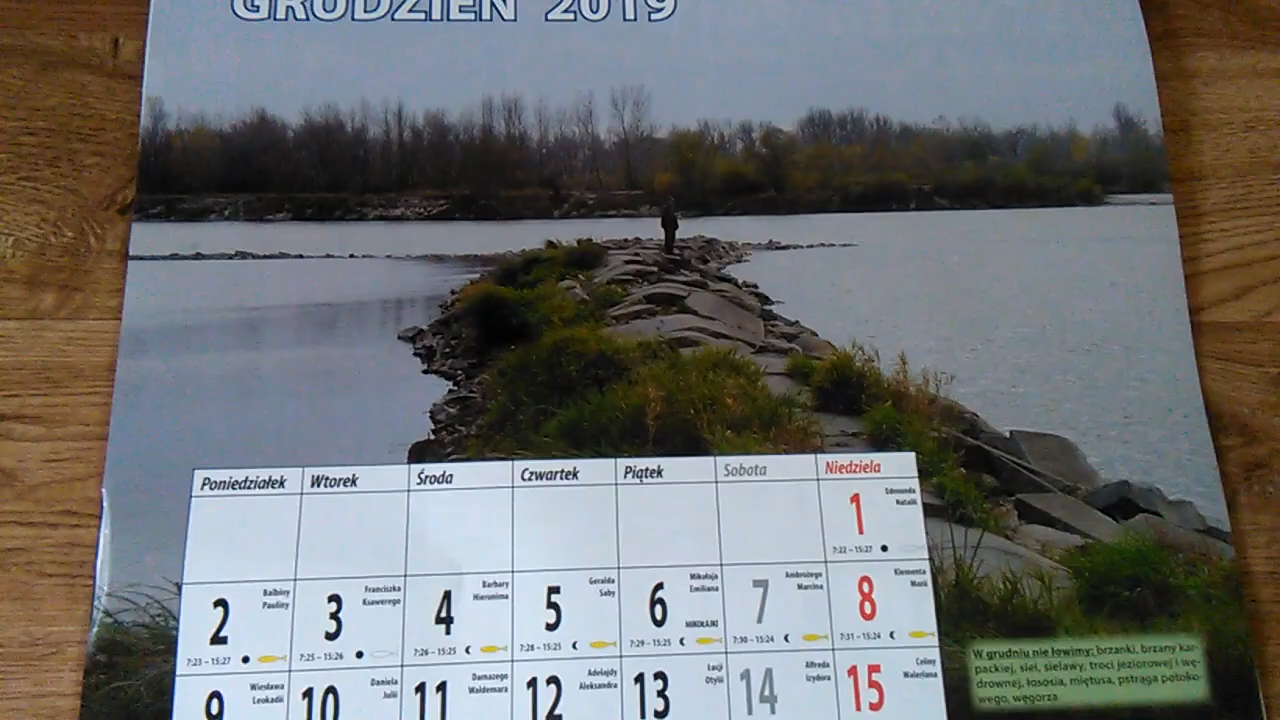 GRUDZIEŃ 2019
Poniedziałek Wtorek Środa Czwartek Piątek Sobota Niedziela
1 Edmunda
Natalii
7:22 – 15:27
2 Balbiny
Pauliny
7:23 – 15:27
3 Franciszka
Ksawerego
7:25 – 15:26
4 Barbary
Hieronima
7:26 – 15:25
5 Geralda
Saby
7:28 – 15:25
6 Mikołaja
Emiliana
MIKOŁAJKI
7:29 – 15:25
7 Ambrożego
Marcina
7:30 – 15:24
8 Klementa
Marii
7:31 – 15:24
9 Wiesława
Leokadii
10 Daniela
Julii
11 Damazego
Waldemara
12 Adelajdy
Aleksandra
13 Łucji
Otylii
14 Alfreda
Izydora
15 Celiny
Waleriana
W grudniu nie łowimy: brzanki, brzany kar-
packiej, siei, sielawy, troci jeziorowej i wę-
drownej, łososia, miętusa, pstrąga potoko-
wego, węgorza.